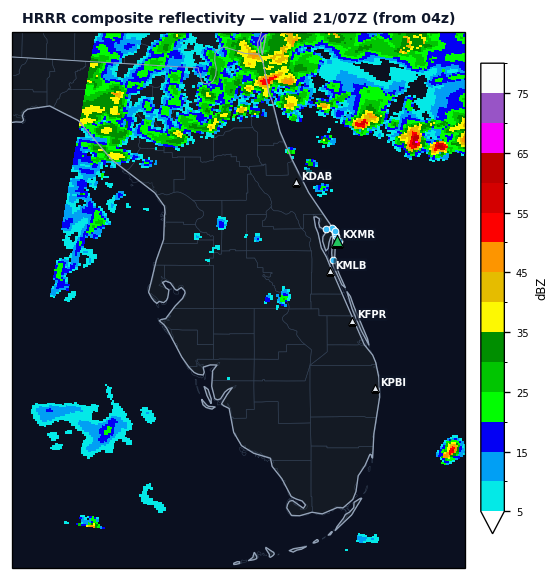 HRRR composite reflectivity — valid 21/07Z (from 04z)
KDAB
KXMR
KMLB
KFPR
KPBI
75
65
55
45
35
25
15
5
dBZ